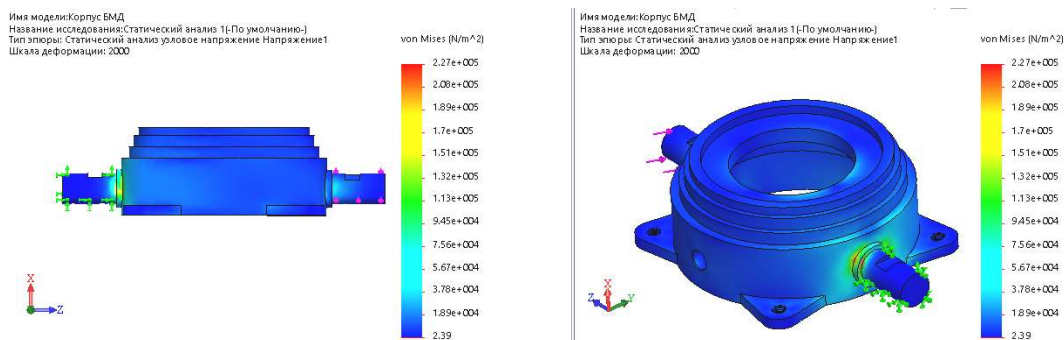 Имя модели:Корпус БМД
Название исследования:Статический анализ 1(-По умолчанию-)
Тип эпюры: Статический анализ узловое напряжение Напряжение1
Шкала деформации: 2000
von Mises (N/m^2)
2.27e+005
2.08e+005
1.89e+005
1.7e+005
1.51e+005
1.32e+005
1.13e+005
9.45e+004
7.56e+004
5.67e+004
3.78e+004
1.89e+004
2.39
X
Z
Имя модели:Корпус БМД
Название исследования:Статический анализ 1(-По умолчанию-)
Тип эпюры: Статический анализ узловое напряжение Напряжение1
Шкала деформации: 2000
von Mises (N/m^2)
2.27e+005
2.08e+005
1.89e+005
1.7e+005
1.51e+005
1.32e+005
1.13e+005
9.45e+004
7.56e+004
5.67e+004
3.78e+004
1.89e+004
2.39
X
Z
Y